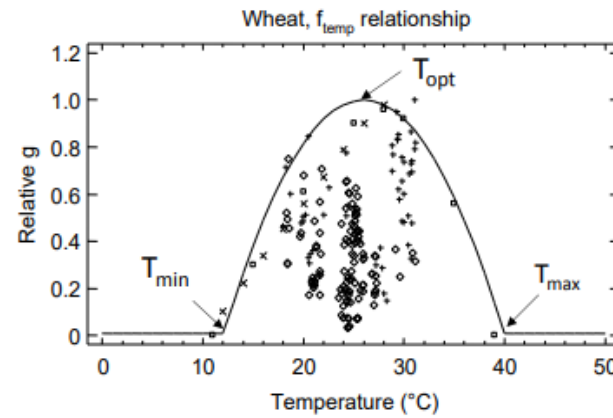 Wheat, f_temp relationship
1.2
T_opt
1.0
0.8
0.6
0.4
T_min
T_max
0.2
0
Relative g
0 10 20 30 40 50
Temperature (°C)